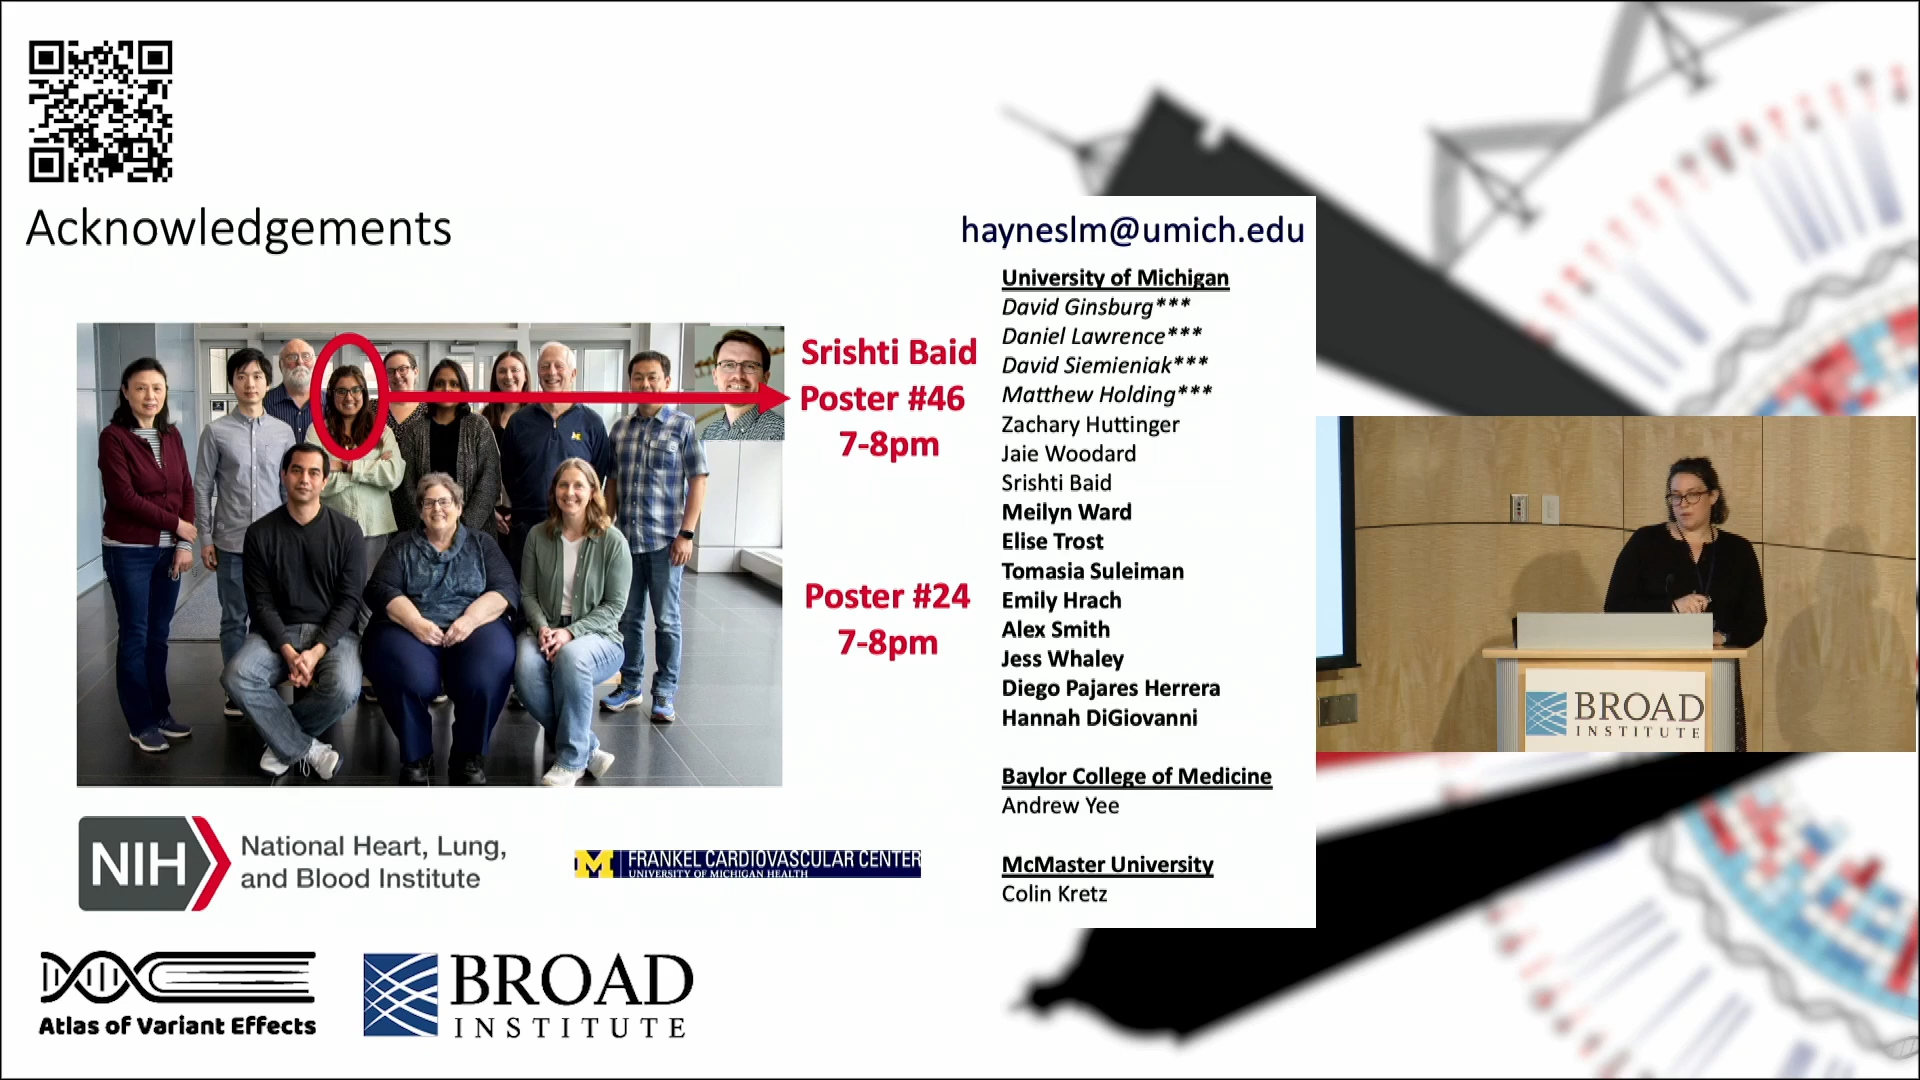 Acknowledgements
hayneslm@umich.edu
Srishti Baid
Poster #46
7-8pm
Poster #24
7-8pm
University of Michigan
David Ginsburg***
Daniel Lawrence***
David Siemieniak***
Matthew Holding***
Zachary Huttinger
Jaie Woodard
Srishti Baid
Meilyn Ward
Elise Trost
Tomasia Suleiman
Emily Hrach
Alex Smith
Jess Whaley
Diego Pajares Herrera
Hannah DiGiovanni
Baylor College of Medicine
Andrew Yee
McMaster University
Colin Kretz
NIH
National Heart, Lung,
and Blood Institute
M
FRANKEL CARDIOVASCULAR CENTER
UNIVERSITY OF MICHIGAN HEALTH
BROAD
INSTITUTE
Atlas of Variant Effects
BROAD
INSTITUTE